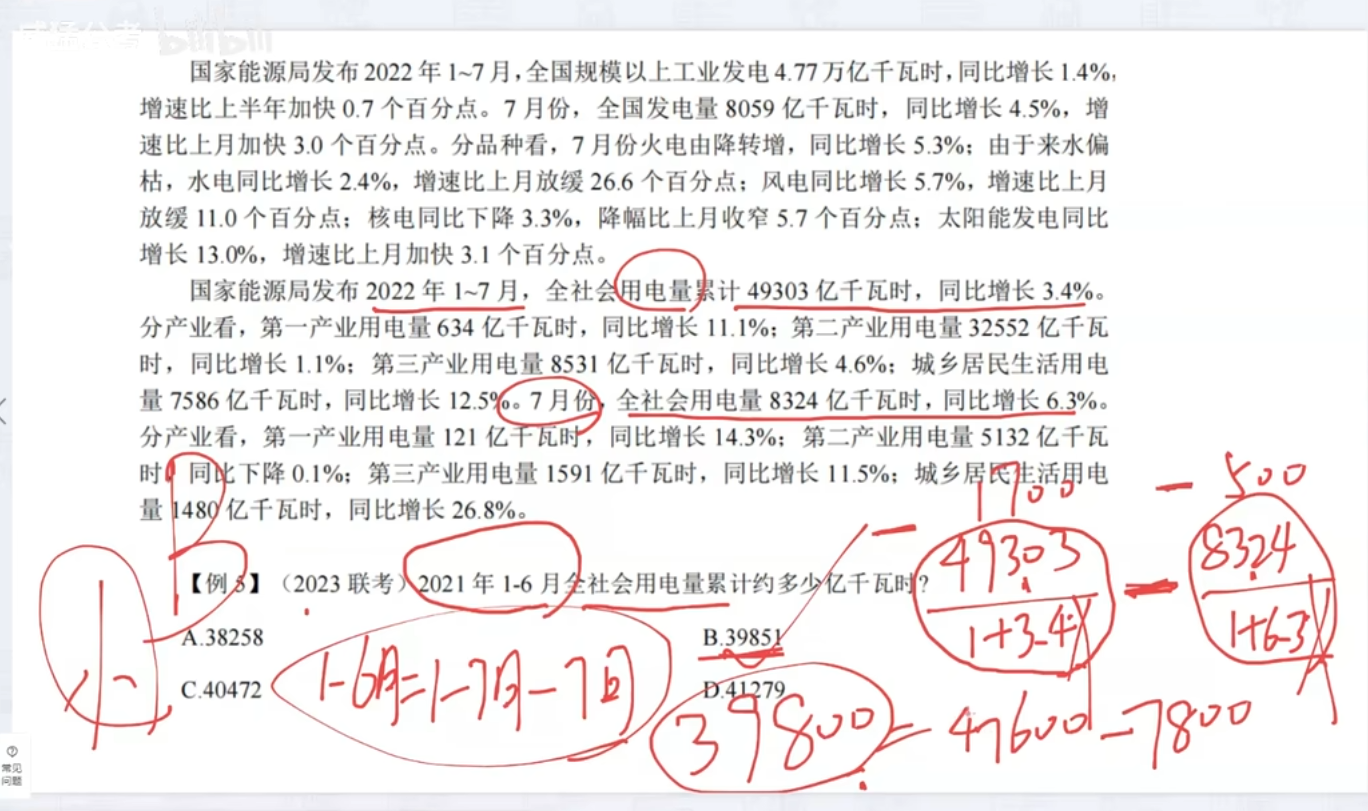 威猛公考 bilibili
国家能源局发布 2022 年 1~7 月，全国规模以上工业发电 4.77 万亿千瓦时，同比增长 1.4%，
增速比上半年加快 0.7 个百分点。7 月份，全国发电量 8059 亿千瓦时，同比增长 4.5%，增
速比上月加快 3.0 个百分点。分品种看，7 月份火电由降转增，同比增长 5.3%；由于来水偏
枯，水电同比增长 2.4%，增速比上月放缓 26.6 个百分点；风电同比增长 5.7%，增速比上月
放缓 11.0 个百分点；核电同比下降 3.3%，降幅比上月收窄 5.7 个百分点；太阳能发电同比
增长 13.0%，增速比上月加快 3.1 个百分点。
国家能源局发布 2022 年 1~7 月，全社会用电量累计 49303 亿千瓦时，同比增长 3.4%。
分产业看，第一产业用电量 634 亿千瓦时，同比增长 11.1%；第二产业用电量 32552 亿千瓦
时，同比增长 1.1%；第三产业用电量 8531 亿千瓦时，同比增长 4.6%；城乡居民生活用电
量 7586 亿千瓦时，同比增长 12.5%。7 月份，全社会用电量 8324 亿千瓦时，同比增长 6.3%。
分产业看，第一产业用电量 121 亿千瓦时，同比增长 14.3%；第二产业用电量 5132 亿千瓦
时，同比下降 0.1%；第三产业用电量 1591 亿千瓦时，同比增长 11.5%；城乡居民生活用电
量 1480 亿千瓦时，同比增长 26.8%。
1700 - 500
B
小
- 49303 - 8324
1+3.4% 1+6.3%
【例 5】（2023 联考）2021 年 1-6 月全社会用电量累计约多少亿千瓦时？
A.38258 B.39851
C.40472 D.41279
1-6月=1-7月-7月
39800 = 47600 - 7800
常见
问题